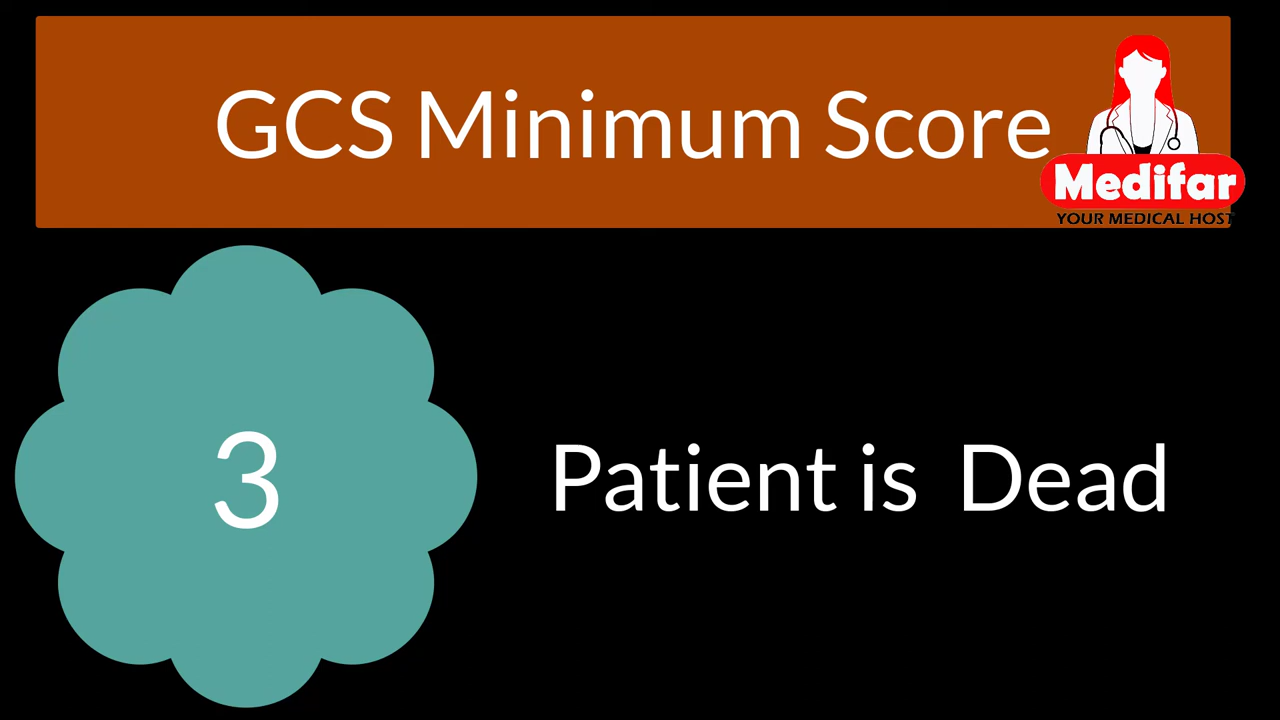 GCS Minimum Score
Medifar
YOUR MEDICAL HOST
3
Patient is Dead